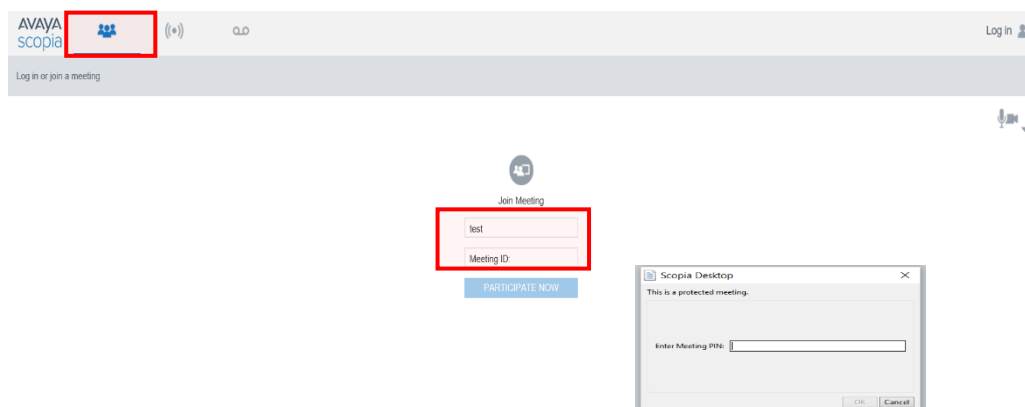 AVAYA
scopia
Log in
Log in or join a meeting
Join Meeting
test
Meeting ID:
PARTICIPATE NOW
Scopia Desktop
This is a protected meeting.
Enter Meeting PIN:
OK Cancel